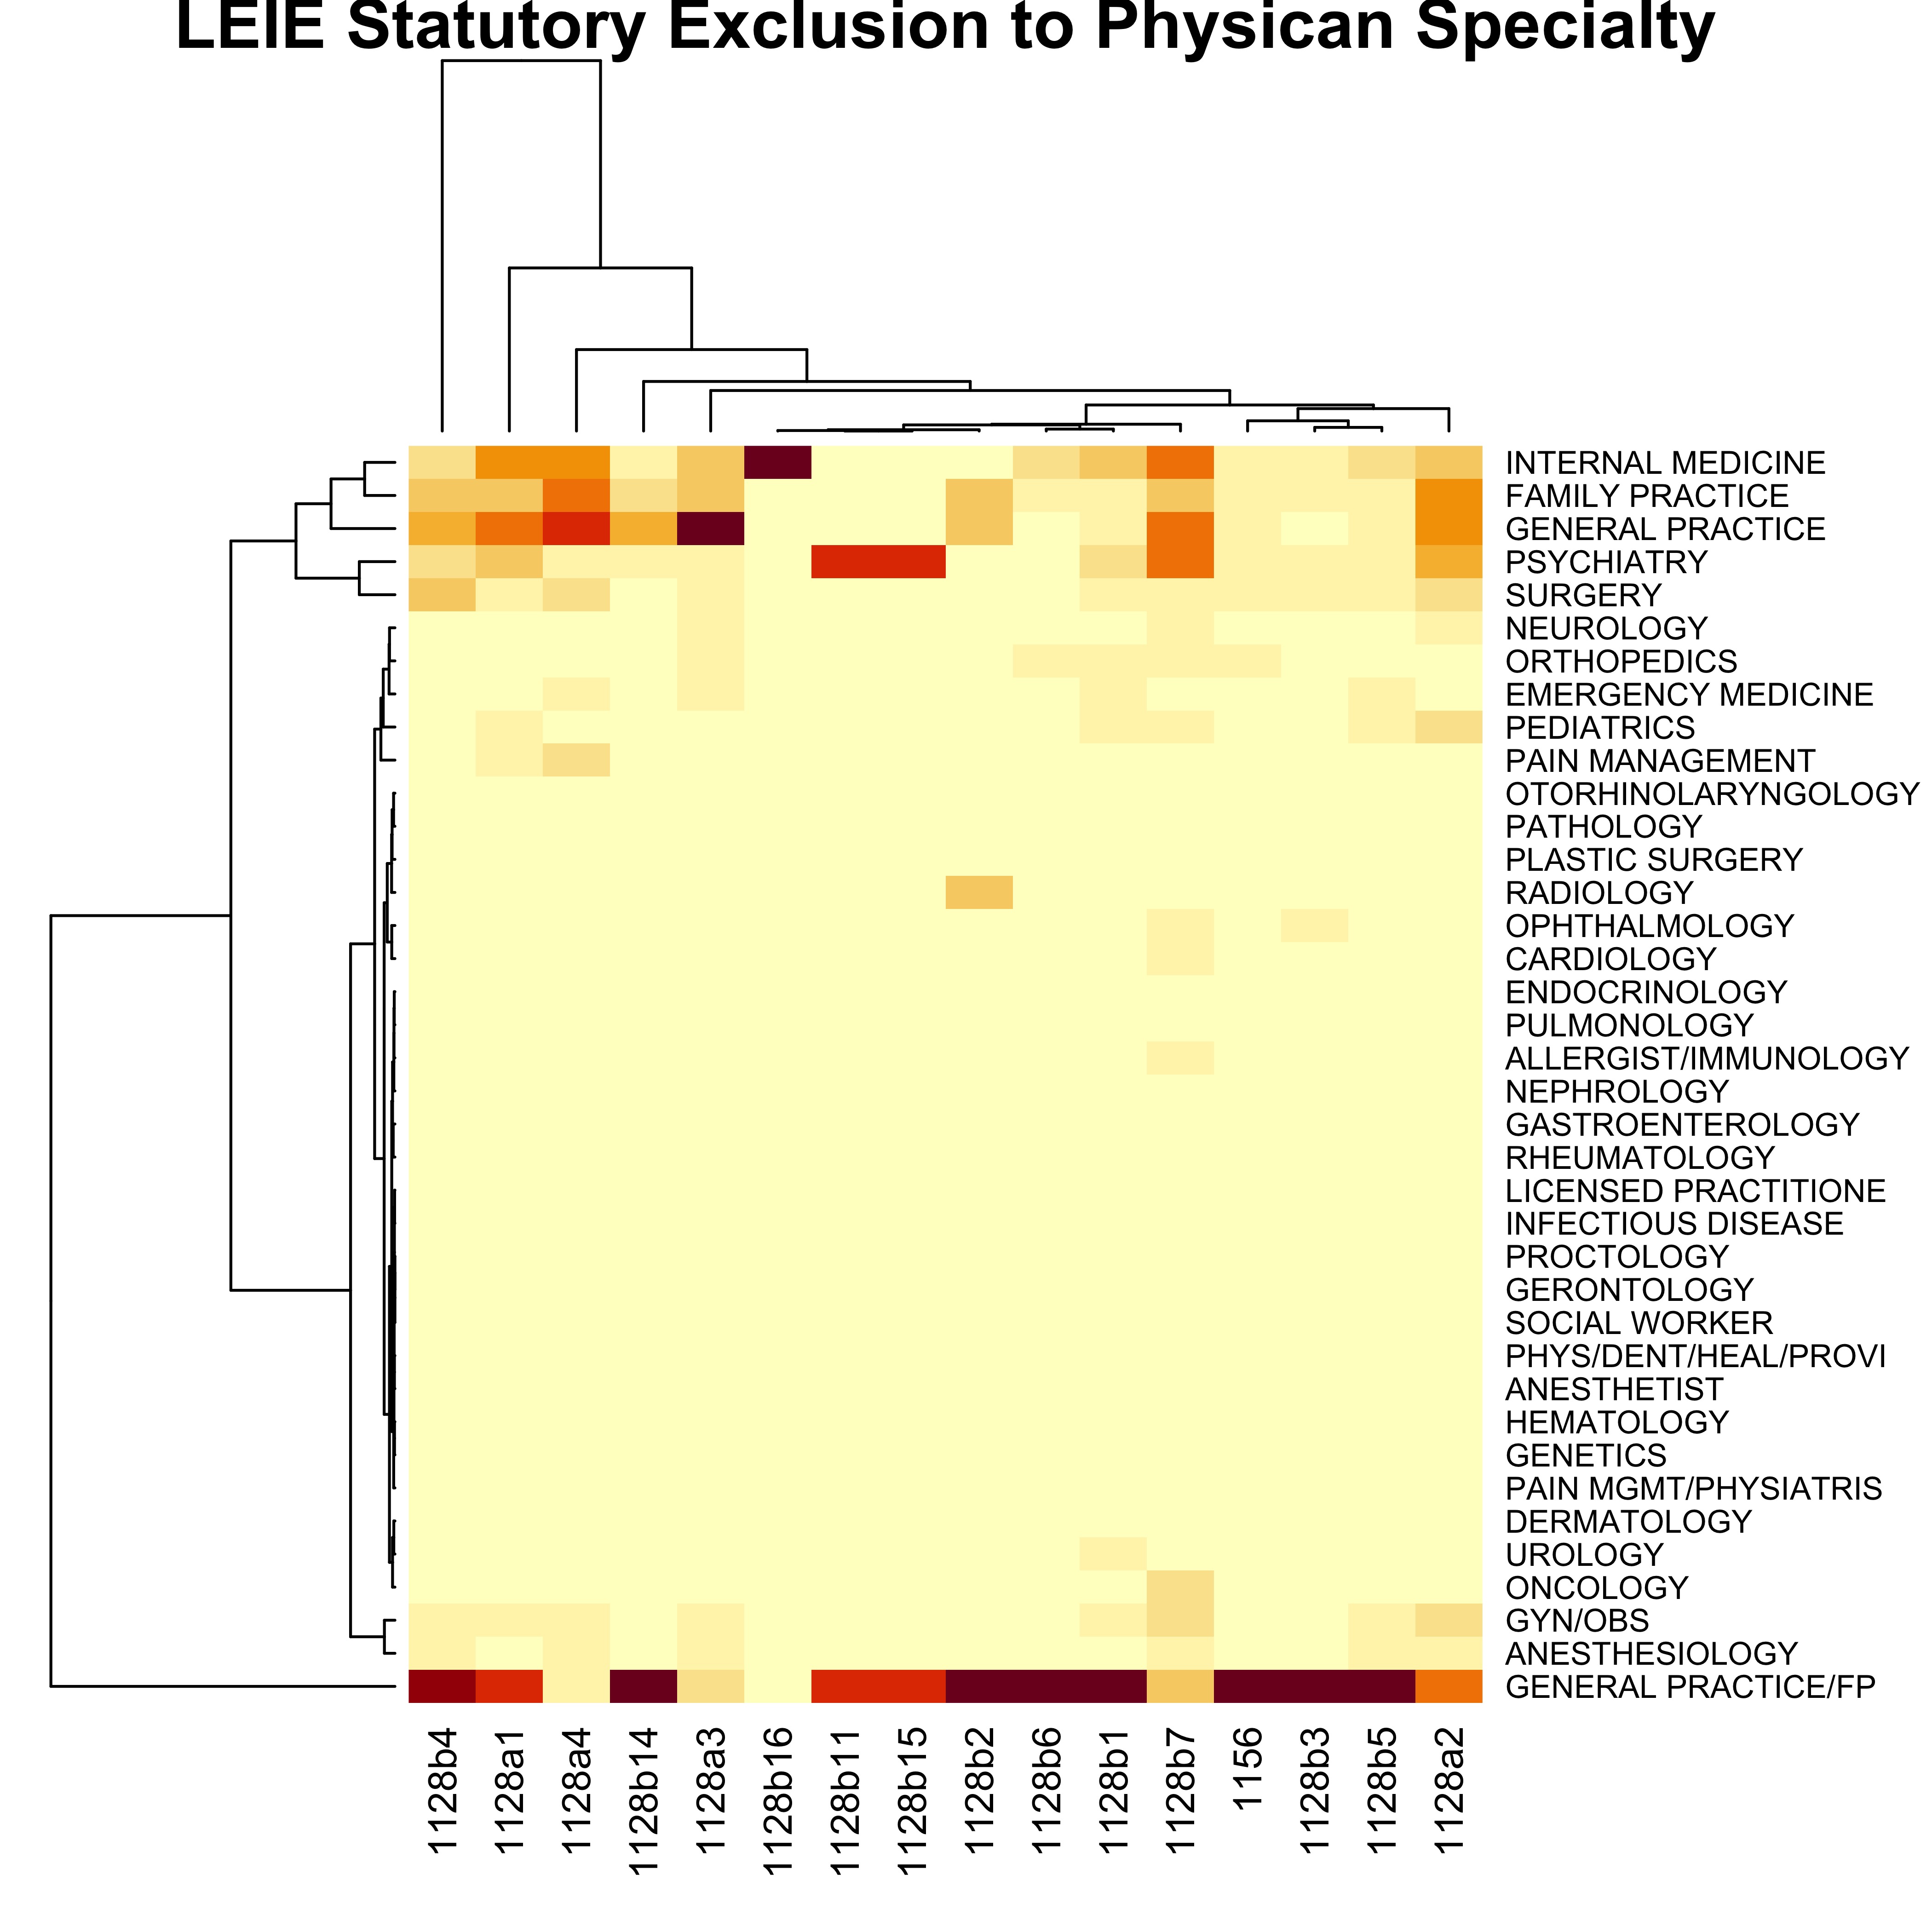 LEIE Statutory Exclusion to Physican Specialty
INTERNAL MEDICINE
FAMILY PRACTICE
GENERAL PRACTICE
PSYCHIATRY
SURGERY
NEUROLOGY
ORTHOPEDICS
EMERGENCY MEDICINE
PEDIATRICS
PAIN MANAGEMENT
OTORHINOLARYNGOLOGY
PATHOLOGY
PLASTIC SURGERY
RADIOLOGY
OPHTHALMOLOGY
CARDIOLOGY
ENDOCRINOLOGY
PULMONOLOGY
ALLERGIST/IMMUNOLOGY
NEPHROLOGY
GASTROENTEROLOGY
RHEUMATOLOGY
LICENSED PRACTITIONE
INFECTIOUS DISEASE
PROCTOLOGY
GERONTOLOGY
SOCIAL WORKER
PHYS/DENT/HEAL/PROVI
ANESTHETIST
HEMATOLOGY
GENETICS
PAIN MGMT/PHYSIATRIS
DERMATOLOGY
UROLOGY
ONCOLOGY
GYN/OBS
ANESTHESIOLOGY
GENERAL PRACTICE/FP
1128b4
1128a1
1128a4
1128b14
1128a3
1128b16
1128b11
1128b15
1128b2
1128b6
1128b1
1128b7
1156
1128b3
1128b5
1128a2